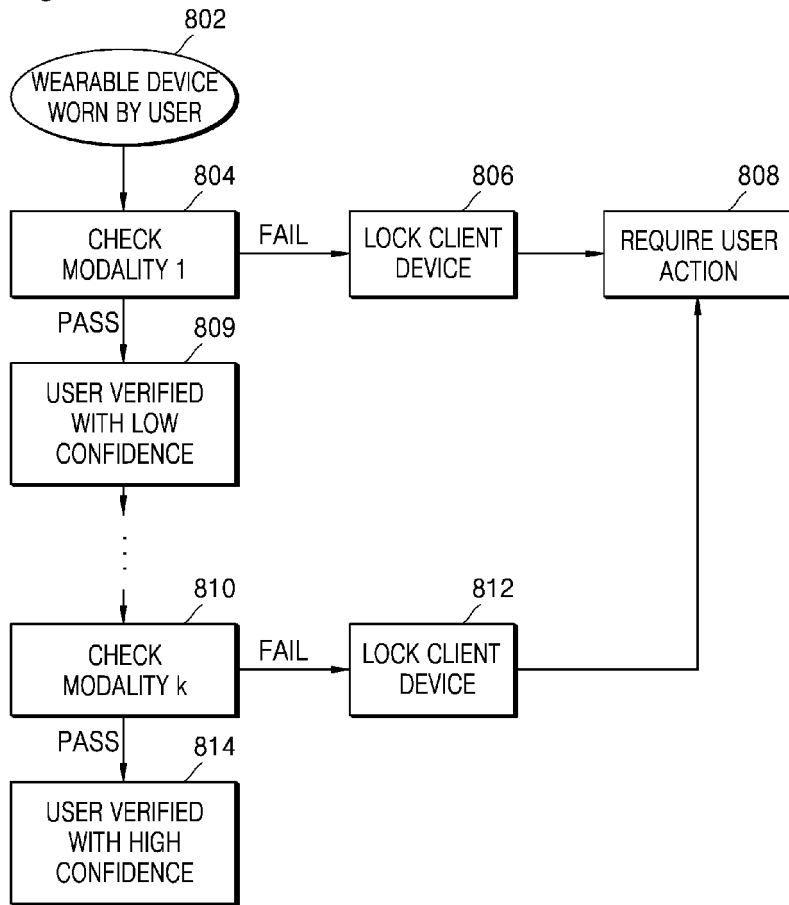 802
WEARABLE DEVICE
WORN BY USER
804
CHECK
MODALITY 1
FAIL
806
LOCK CLIENT
DEVICE
808
REQUIRE USER
ACTION
PASS
809
USER VERIFIED
WITH LOW
CONFIDENCE
810
CHECK
MODALITY k
FAIL
812
LOCK CLIENT
DEVICE
PASS
814
USER VERIFIED
WITH HIGH
CONFIDENCE